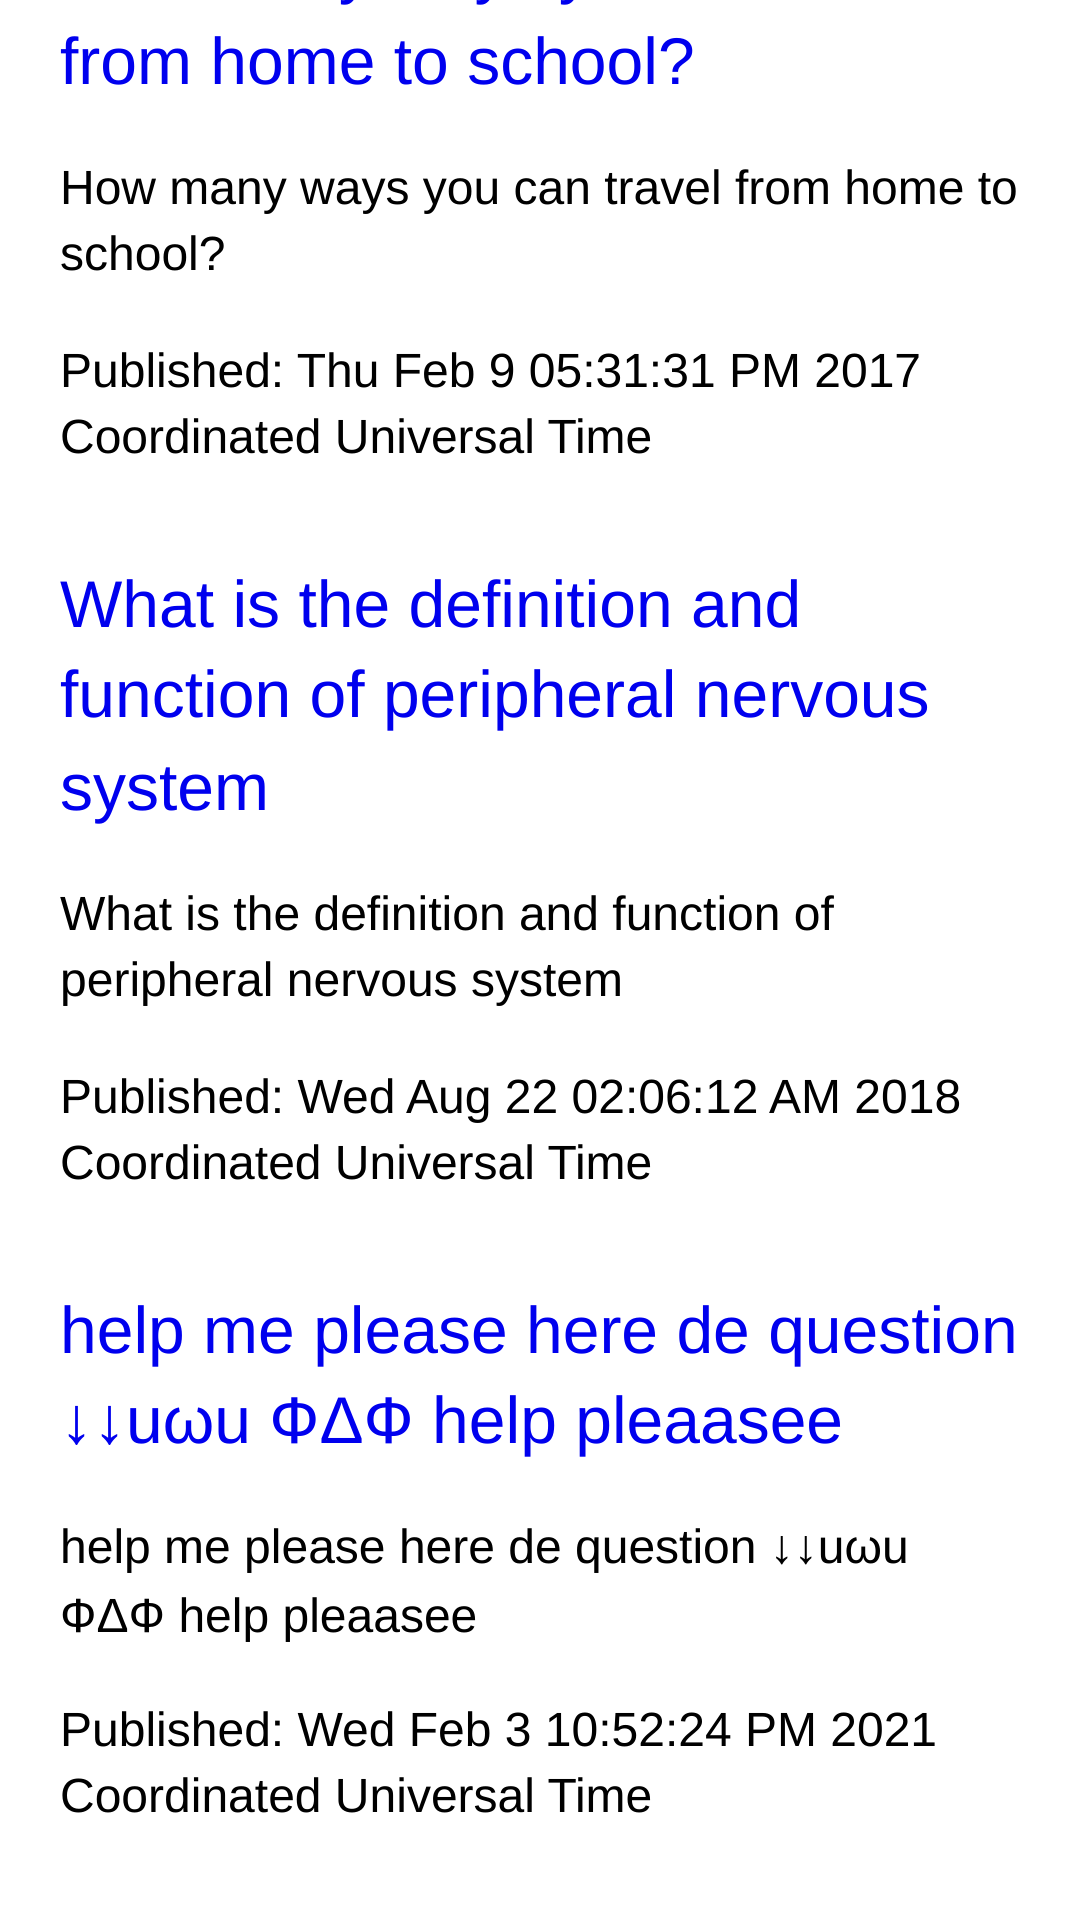 from home to school?
How many ways you can travel from home to
school?
Published: Thu Feb 9 05:31:31 PM 2017
Coordinated Universal Time
What is the definition and
function of peripheral nervous
system
What is the definition and function of
peripheral nervous system
Published: Wed Aug 22 02:06:12 AM 2018
Coordinated Universal Time
help me please here de question
↓↓uωu ΦΔΦ help pleaasee
help me please here de question ↓↓uωu
ΦΔΦ help pleaasee
Published: Wed Feb 3 10:52:24 PM 2021
Coordinated Universal Time